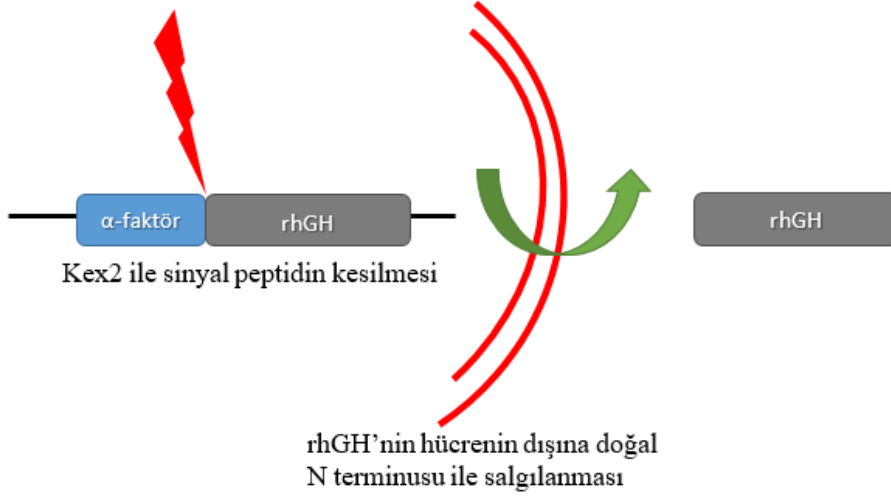 α-faktör
rhGH
rhGH
Kex2 ile sinyal peptidin kesilmesi
rhGH’nin hücrenin dışına doğal
N terminusu ile salgılanması